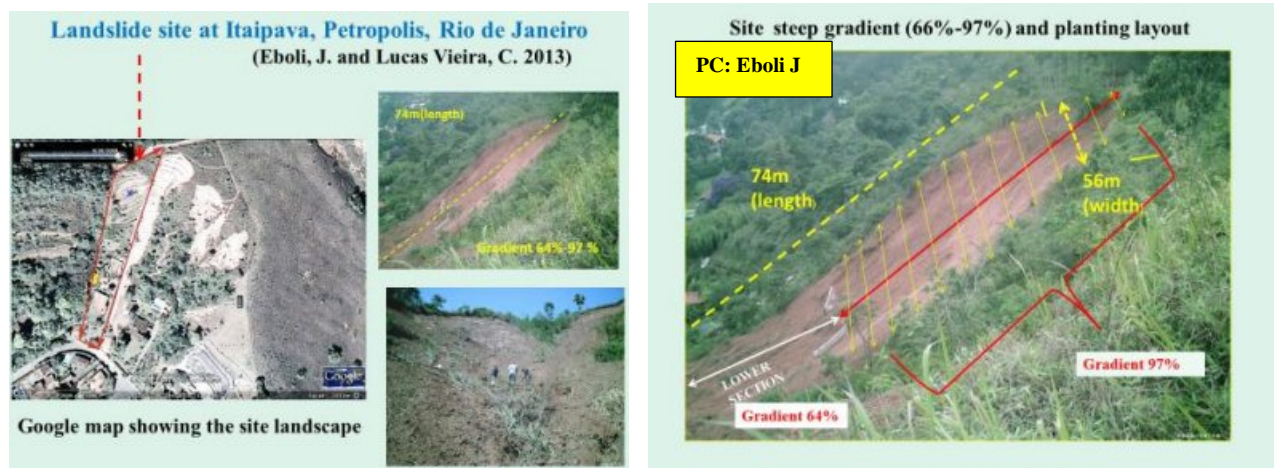 Landslide site at Itaipava, Petropolis, Rio de Janeiro
(Eboli, J. and Lucas Vieira, C. 2013)
74m(length)
Gradient 64%-97 %
Google
Google map showing the site landscape
Site steep gradient (66%-97%) and planting layout
PC: Eboli J
74m
(length)
56m
(width)
LOWER
SECTION
Gradient 97%
Gradient 64%